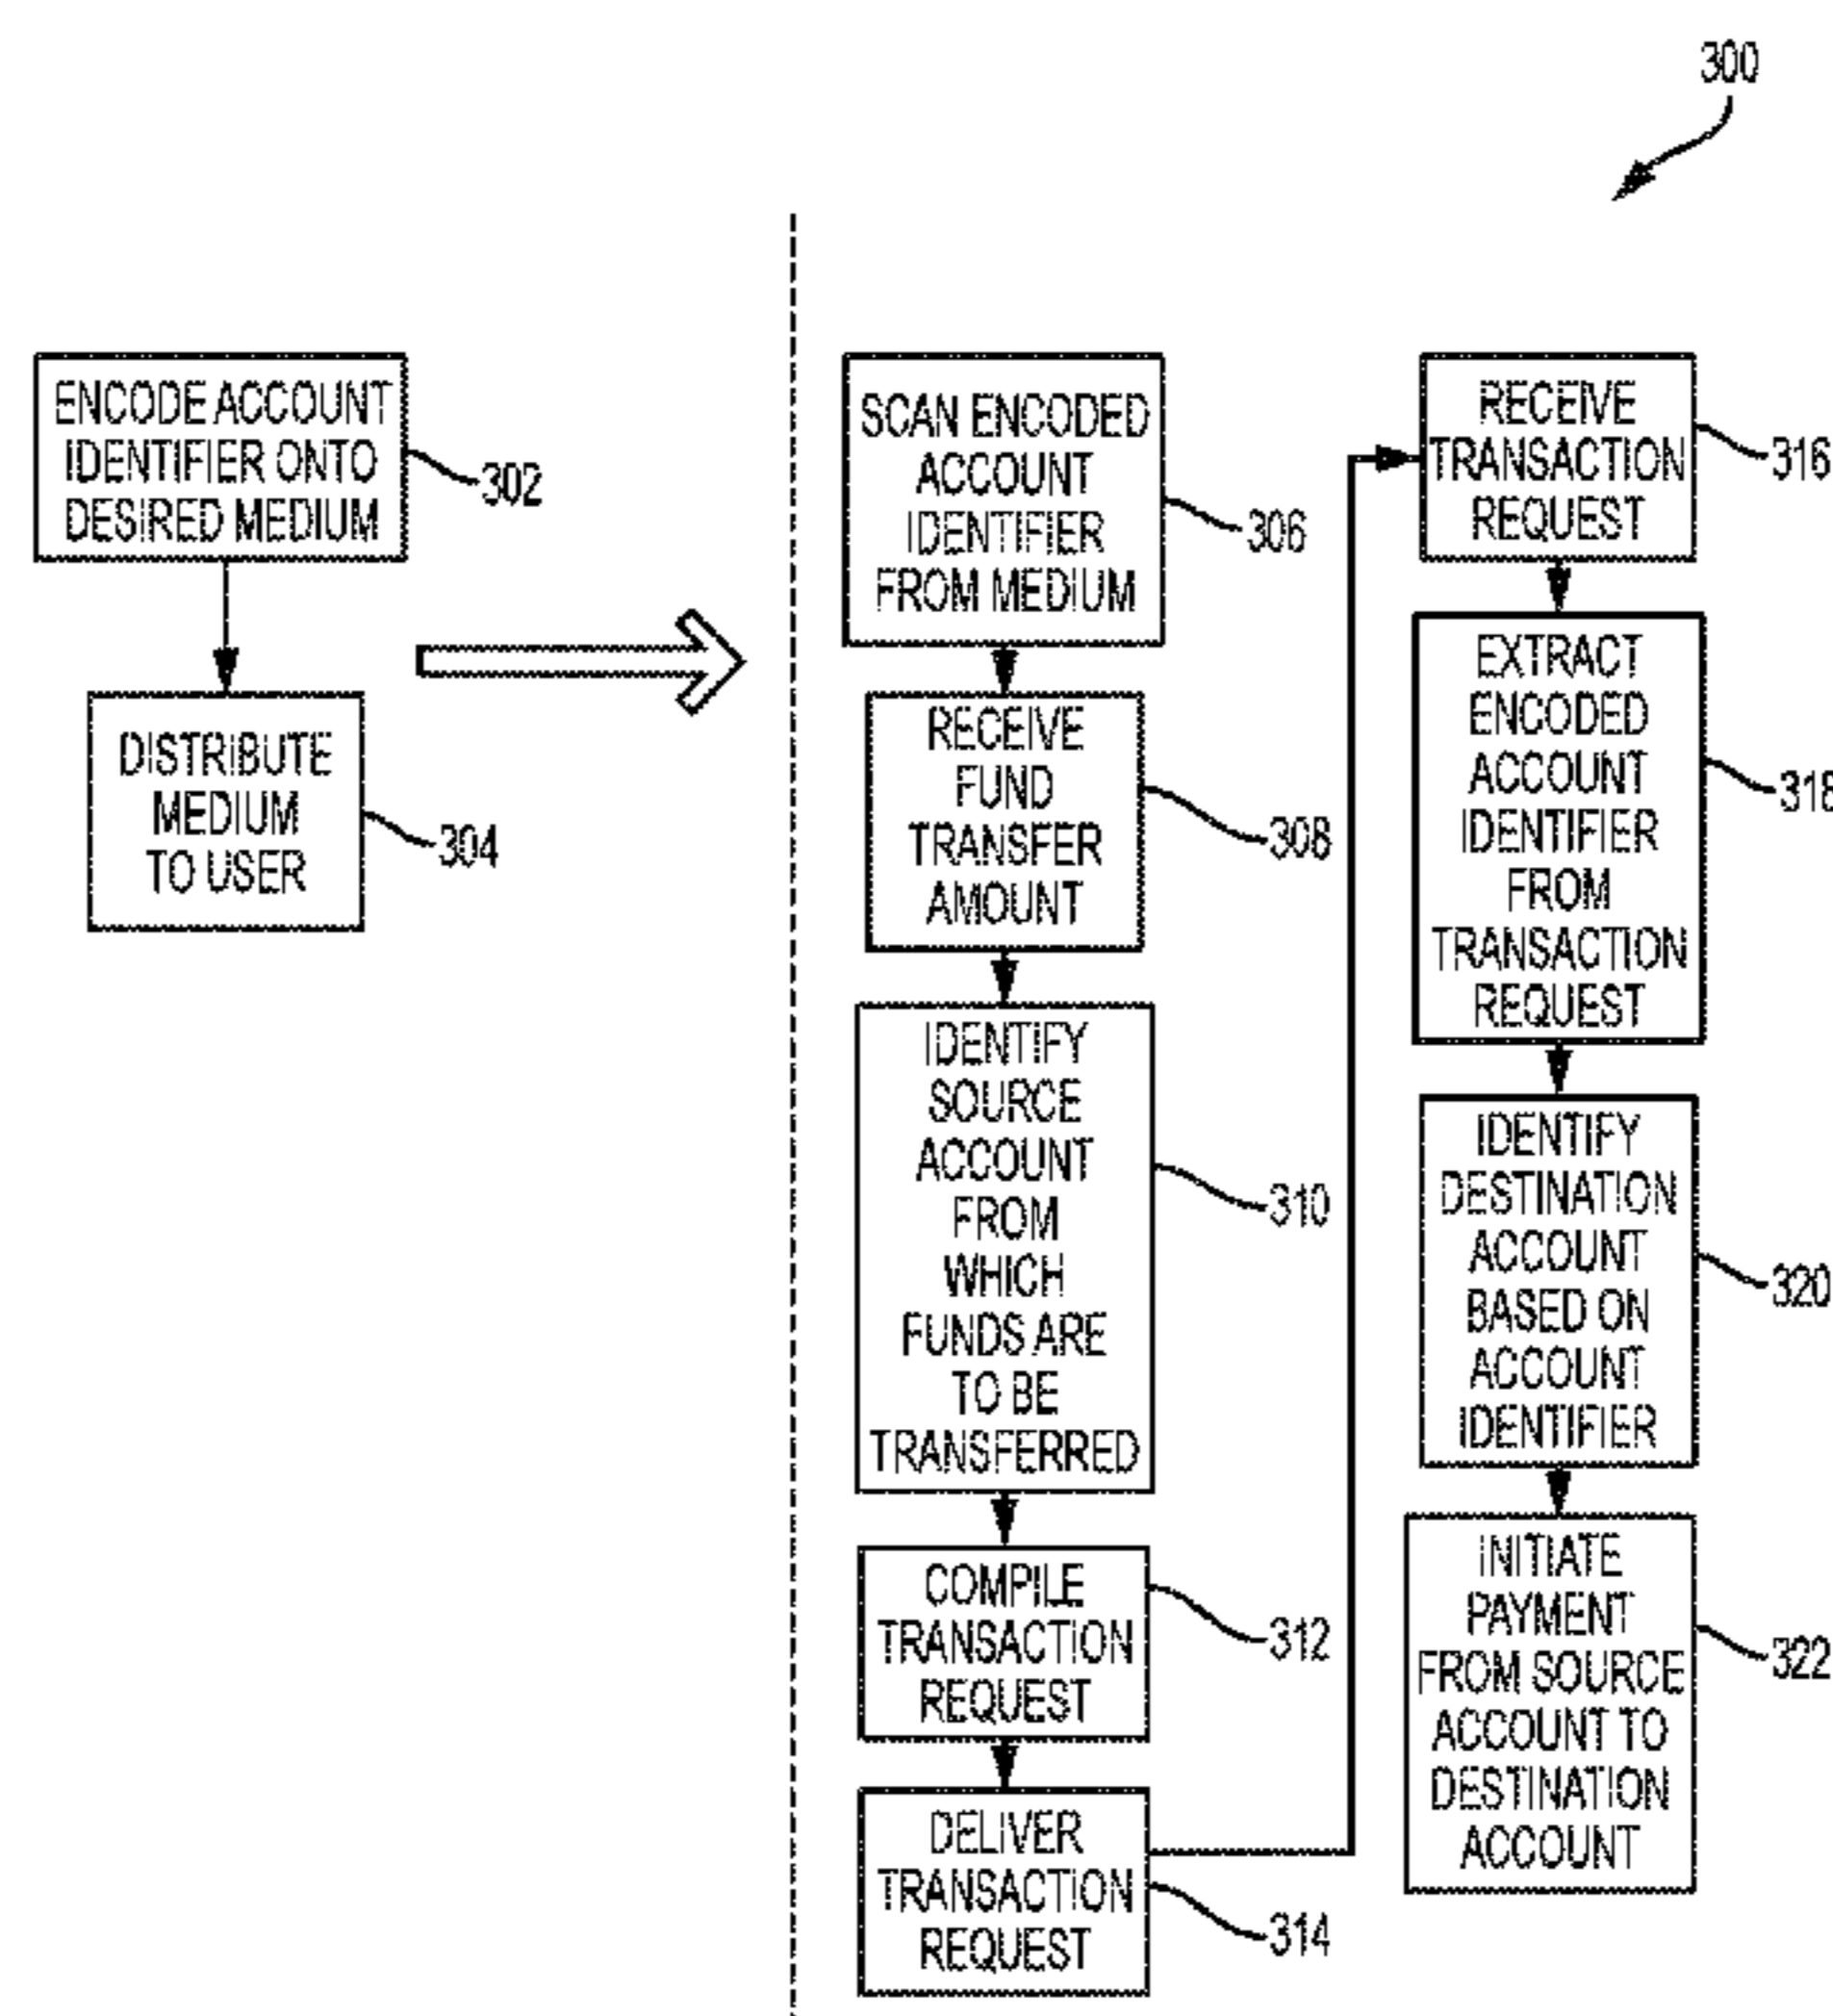 300
ENCODE ACCOUNT
IDENTIFIER ONTO
DESIRED MEDIUM
302
DISTRIBUTE
MEDIUM
TO USER
304
SCAN ENCODED
ACCOUNT
IDENTIFIER
FROM MEDIUM
306
RECEIVE
FUND
TRANSFER
AMOUNT
308
IDENTIFY
SOURCE
ACCOUNT
FROM
WHICH
FUNDS ARE
TO BE
TRANSFERRED
310
COMPILE
TRANSACTION
REQUEST
312
DELIVER
TRANSACTION
REQUEST
314
RECEIVE
TRANSACTION
REQUEST
316
EXTRACT
ENCODED
ACCOUNT
IDENTIFIER
FROM
TRANSACTION
REQUEST
318
IDENTIFY
DESTINATION
ACCOUNT
BASED ON
ACCOUNT
IDENTIFIER
320
INITIATE
PAYMENT
FROM SOURCE
ACCOUNT TO
DESTINATION
ACCOUNT
322